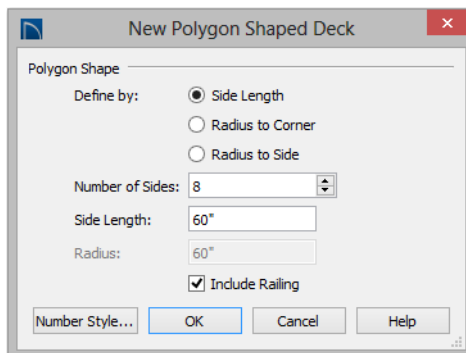 New Polygon Shaped Deck
Polygon Shape
Define by: Side Length
Radius to Corner
Radius to Side
Number of Sides: 8
Side Length: 60"
Radius: 60"
Include Railing
Number Style... OK Cancel Help